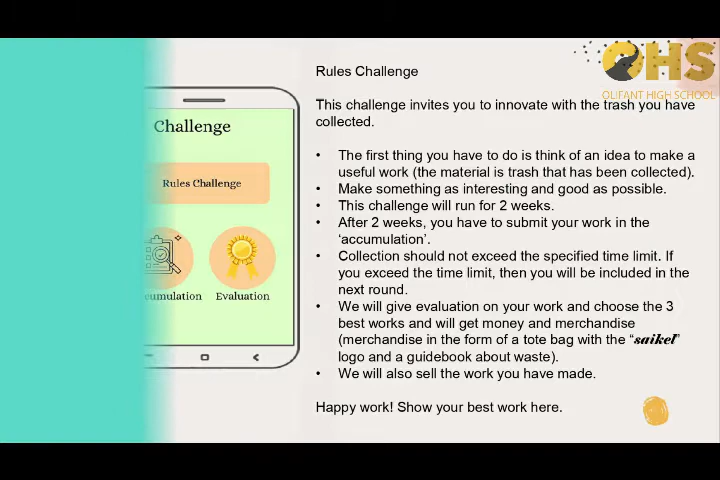 OHS
OLIFANT HIGH SCHOOL
Challenge
Rules Challenge
Evaluation
Rules Challenge
This challenge invites you to innovate with the trash you have
collected.
• The first thing you have to do is think of an idea to make a
useful work (the material is trash that has been collected).
• Make something as interesting and good as possible.
• This challenge will run for 2 weeks.
• After 2 weeks, you have to submit your work in the
‘accumulation’.
• Collection should not exceed the specified time limit. If
you exceed the time limit, then you will be included in the
next round.
• We will give evaluation on your work and choose the 3
best works and will get money and merchandise
(merchandise in the form of a tote bag with the “saikel”
logo and a guidebook about waste).
• We will also sell the work you have made.
Happy work! Show your best work here.